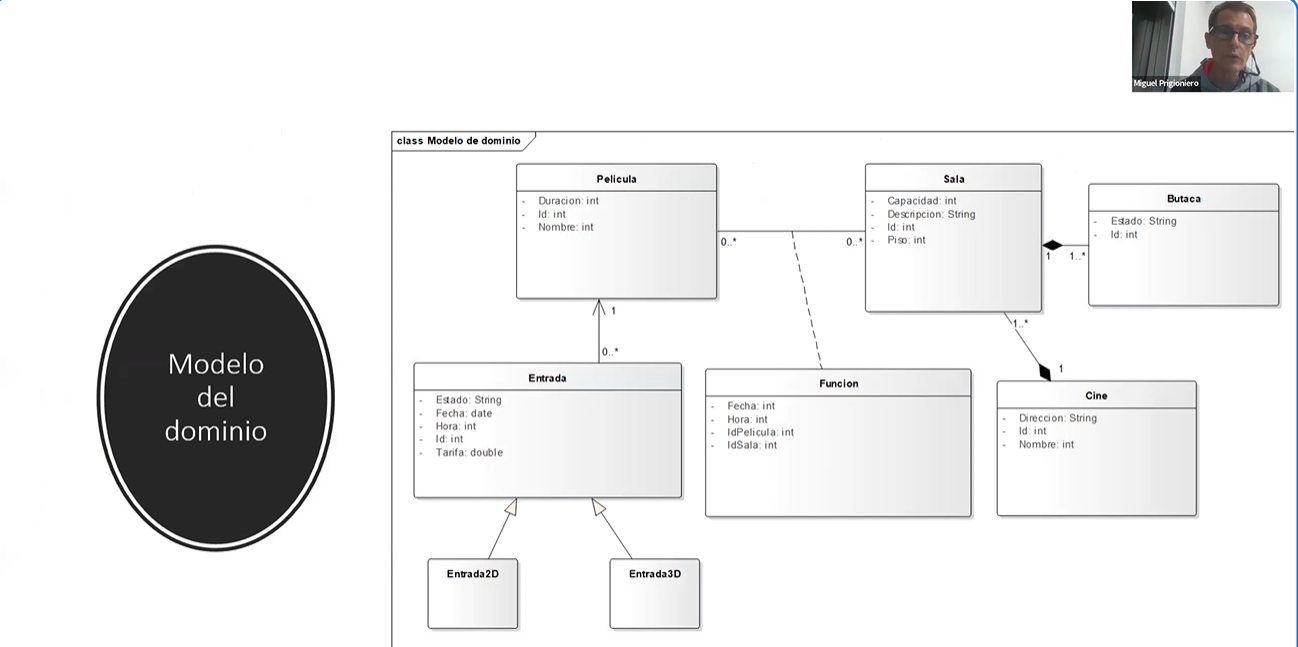 Miguel Prigioniero
class Modelo de dominio
Modelo
del
dominio
Pelicula
- Duracion: int
- Id: int
- Nombre: int
0..*
0..*
Sala
- Capacidad: int
- Descripcion: String
- Id: int
- Piso: int
1
1..*
Butaca
- Estado: String
- Id: int
1
0..*
1..*
1
Entrada
- Estado: String
- Fecha: date
- Hora: int
- Id: int
- Tarifa: double
Funcion
- Fecha: int
- Hora: int
- IdPelicula: int
- IdSala: int
Cine
- Direccion: String
- Id: int
- Nombre: int
Entrada2D
Entrada3D